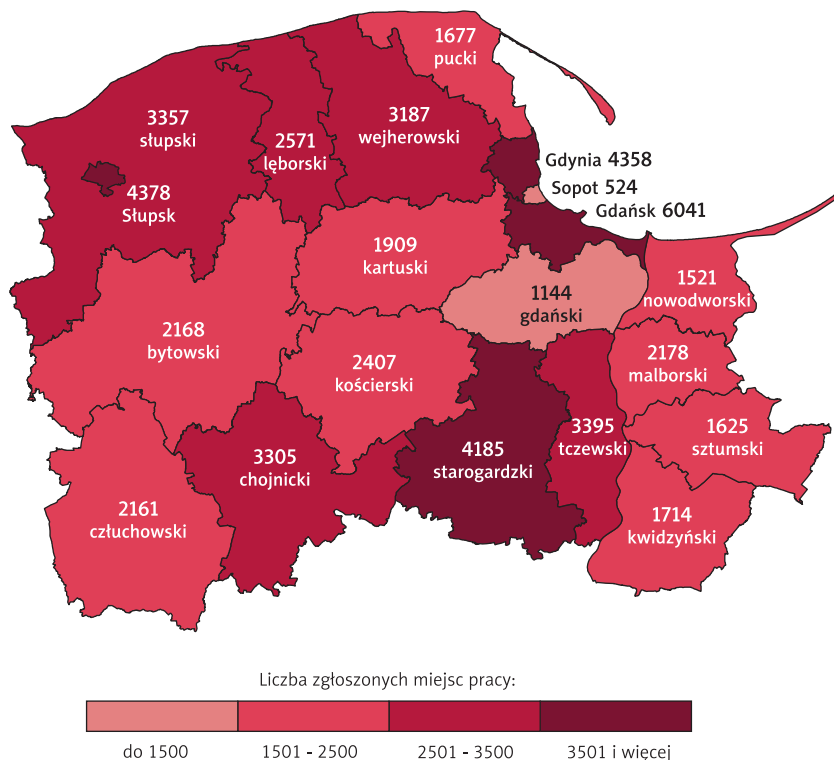 1677
pucki
3357
słupski
2571
lęborski
3187
wejherowski
Gdynia 4358
Sopot 524
Gdańsk 6041
4378
Słupsk
1909
kartuski
1144
gdański
1521
nowodworski
2168
bytowski
2407
kościerski
2178
malborski
3305
chojnicki
4185
starogardzki
3395
tczewski
1625
sztumski
2161
człuchowski
1714
kwidzyński
Liczba zgłoszonych miejsc pracy:
do 1500
1501 - 2500
2501 - 3500
3501 i więcej